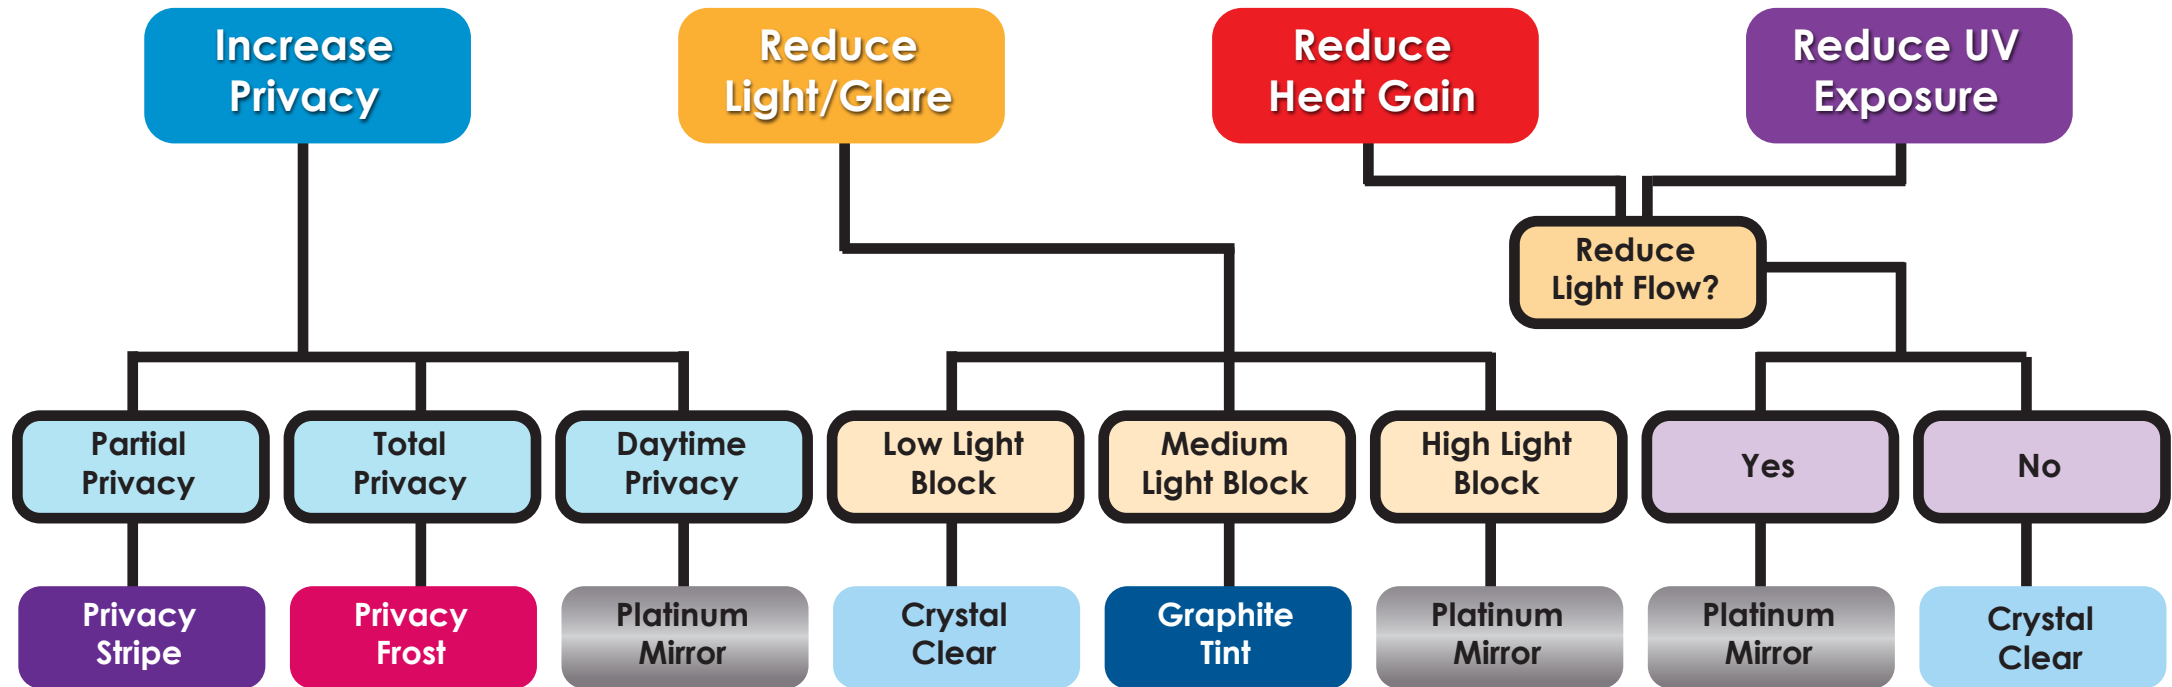 Increase
Privacy
Reduce
Light/Glare
Reduce
Heat Gain
Reduce UV
Exposure
Reduce
Light Flow?
Partial
Privacy
Total
Privacy
Daytime
Privacy
Low Light
Block
Medium
Light Block
High Light
Block
Yes
No
Privacy
Stripe
Privacy
Frost
Platinum
Mirror
Crystal
Clear
Graphite
Tint
Platinum
Mirror
Platinum
Mirror
Crystal
Clear